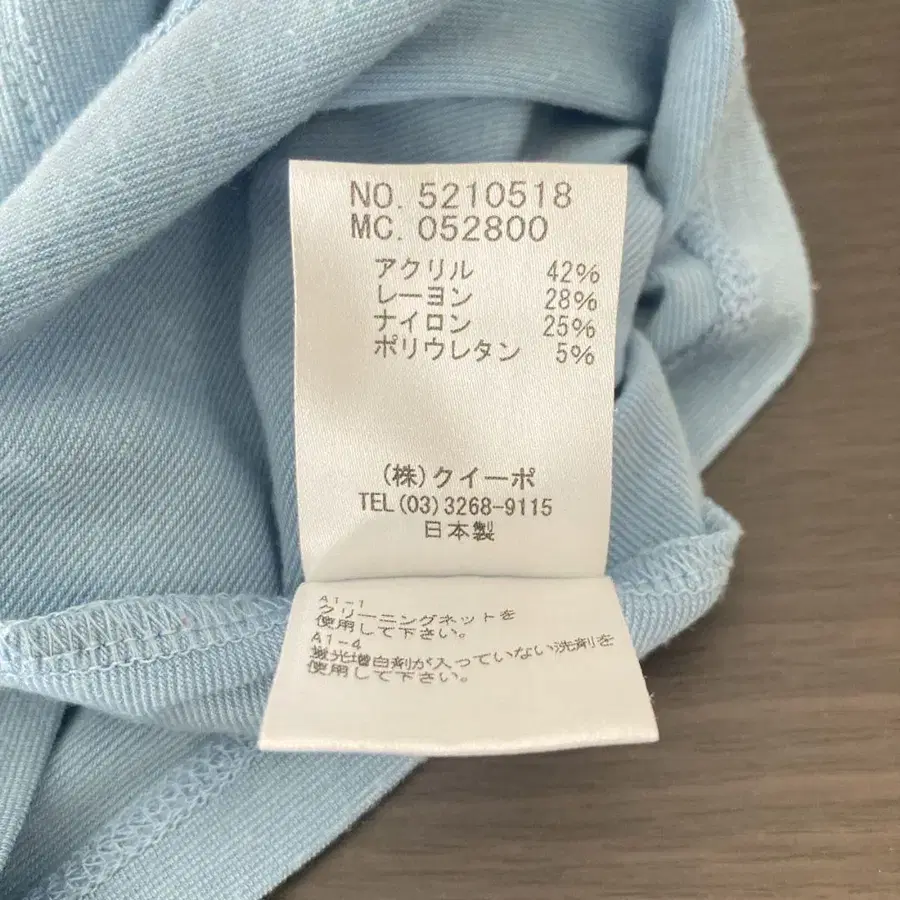 NO. 5210518
MC. 052800
アクリル 42%
レーヨン 28%
ナイロン 25%
ポリウレタン 5%
(株)クイーポ
TEL(03)3268-9115
日本製
A1-1
クリーニングネットを
使用して下さい。
A1-4
蛍光増白剤が入っていない洗剤を
使用して下さい。